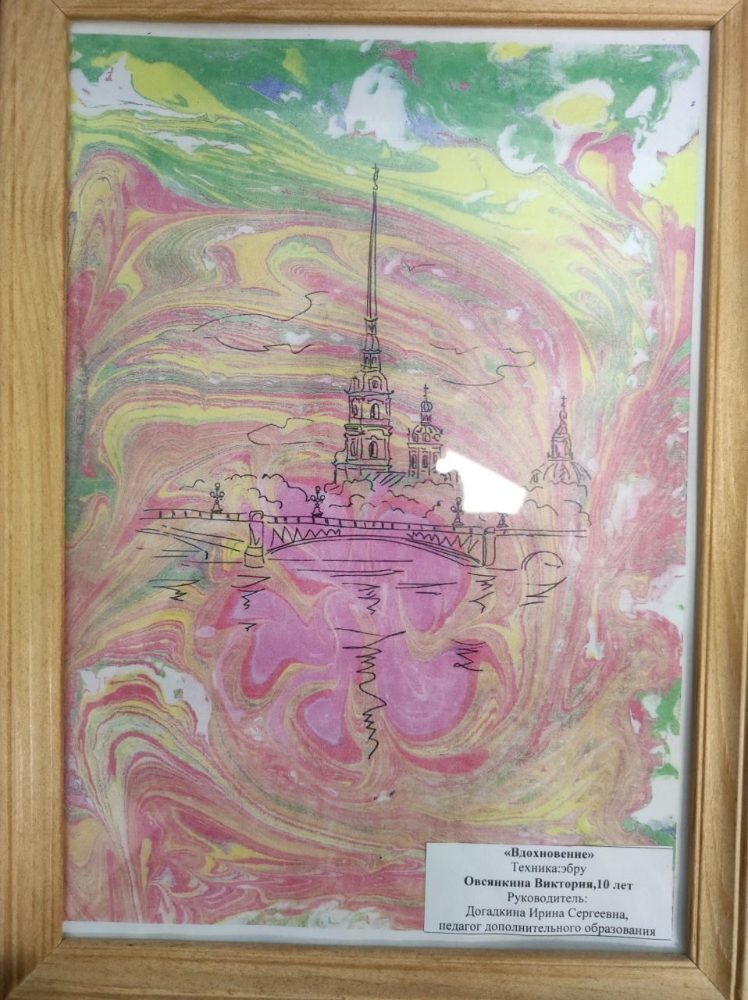 «Вдохновение»
Техника:эбру
Овсянкина Виктория,10 лет
Руководитель:
Догадкина Ирина Сергеевна,
педагог дополнительного образования